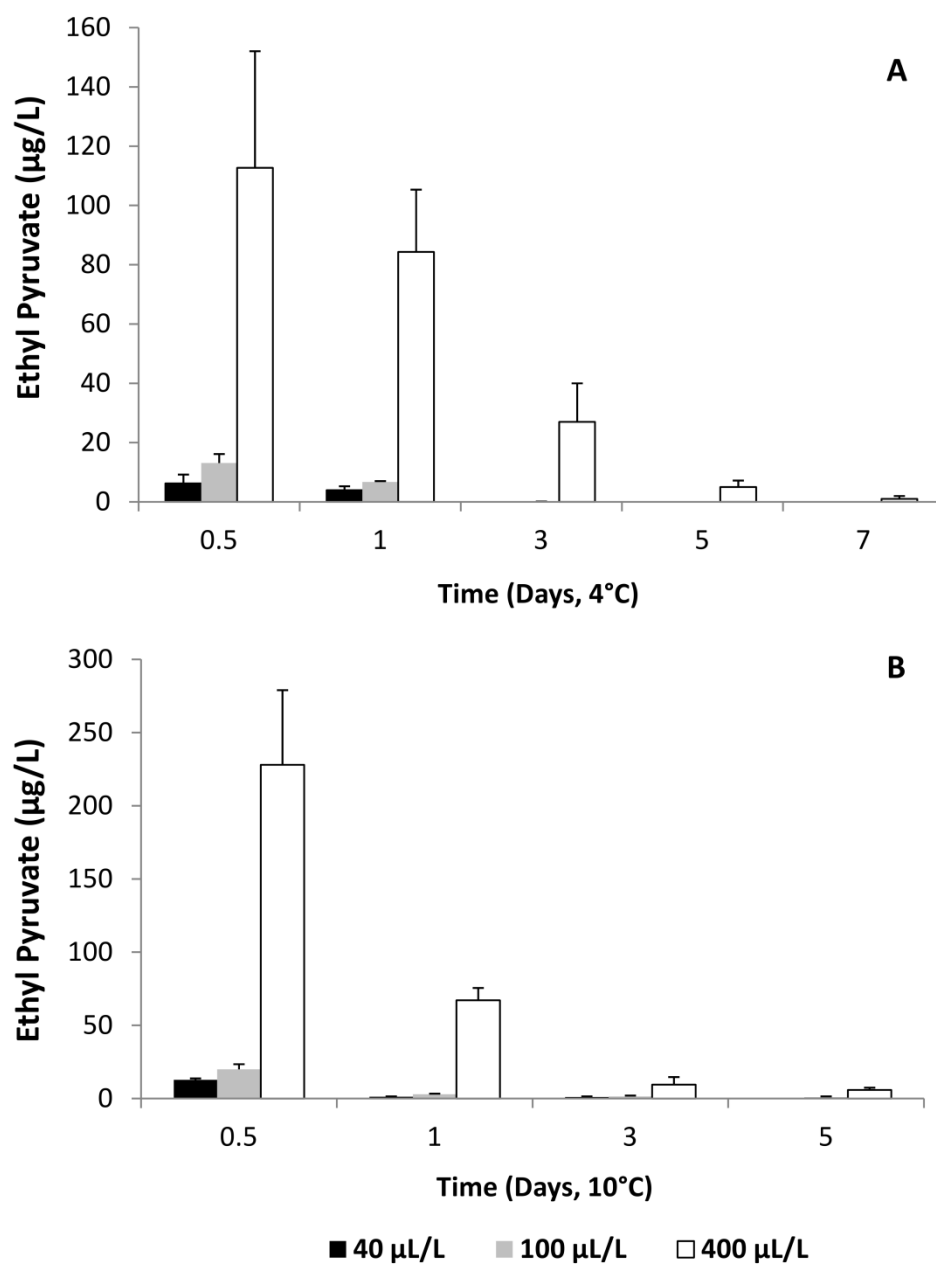 A
Ethyl Pyruvate (µg/L)
160
140
120
100
80
60
40
20
0
0.5 1 3 5 7
Time (Days, 4°C)
B
Ethyl Pyruvate (µg/L)
300
250
200
150
100
50
0
0.5 1 3 5
Time (Days, 10°C)
40 µL/L 100 µL/L 400 µL/L